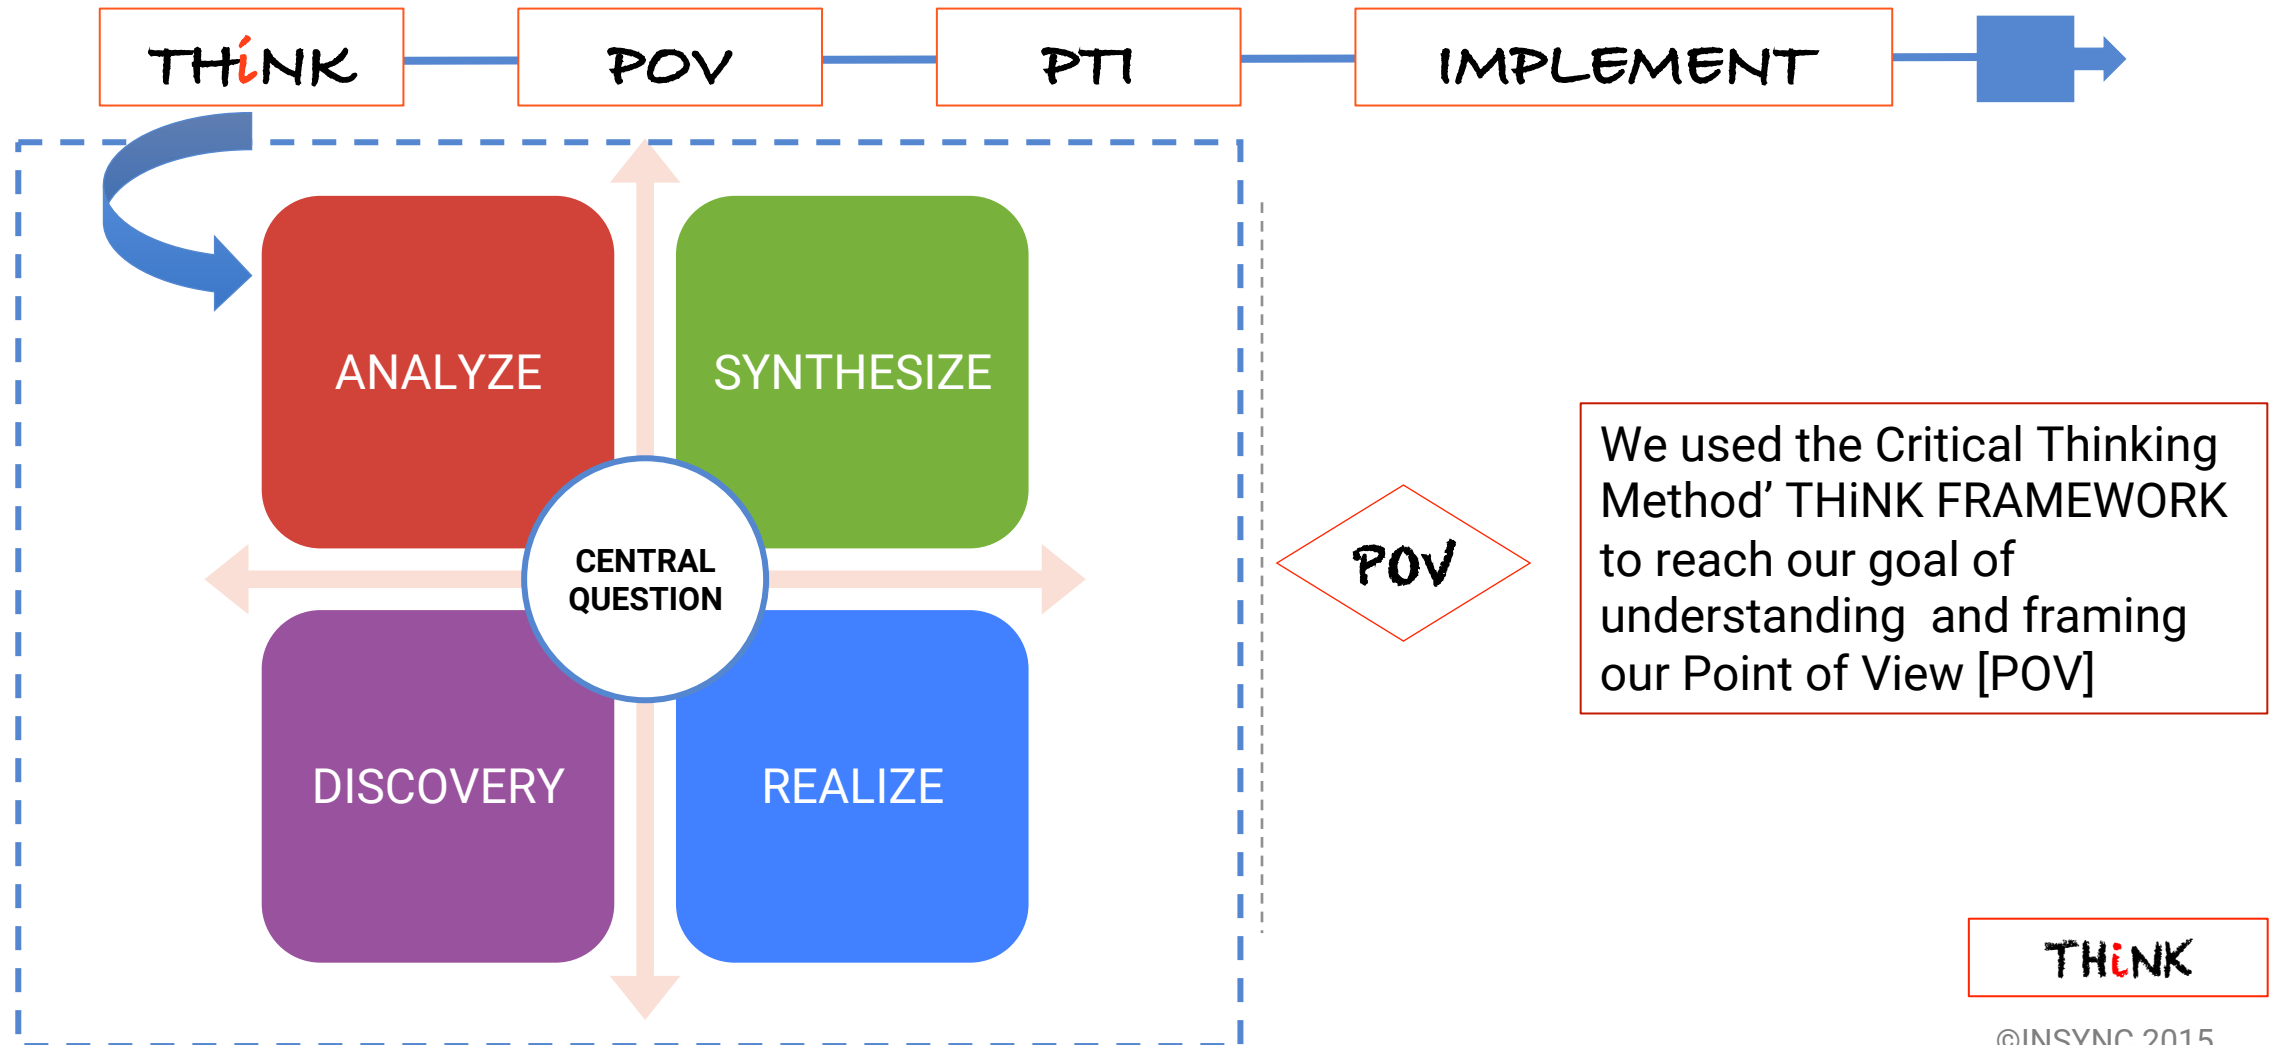 THiNK
POV
PTI
IMPLEMENT
ANALYZE
SYNTHESIZE
CENTRAL
QUESTION
DISCOVERY
REALIZE
POV
We used the Critical Thinking
Method’ THiNK FRAMEWORK
to reach our goal of
understanding  and framing
our Point of View [POV]
THiNK
©INSYNC 2015